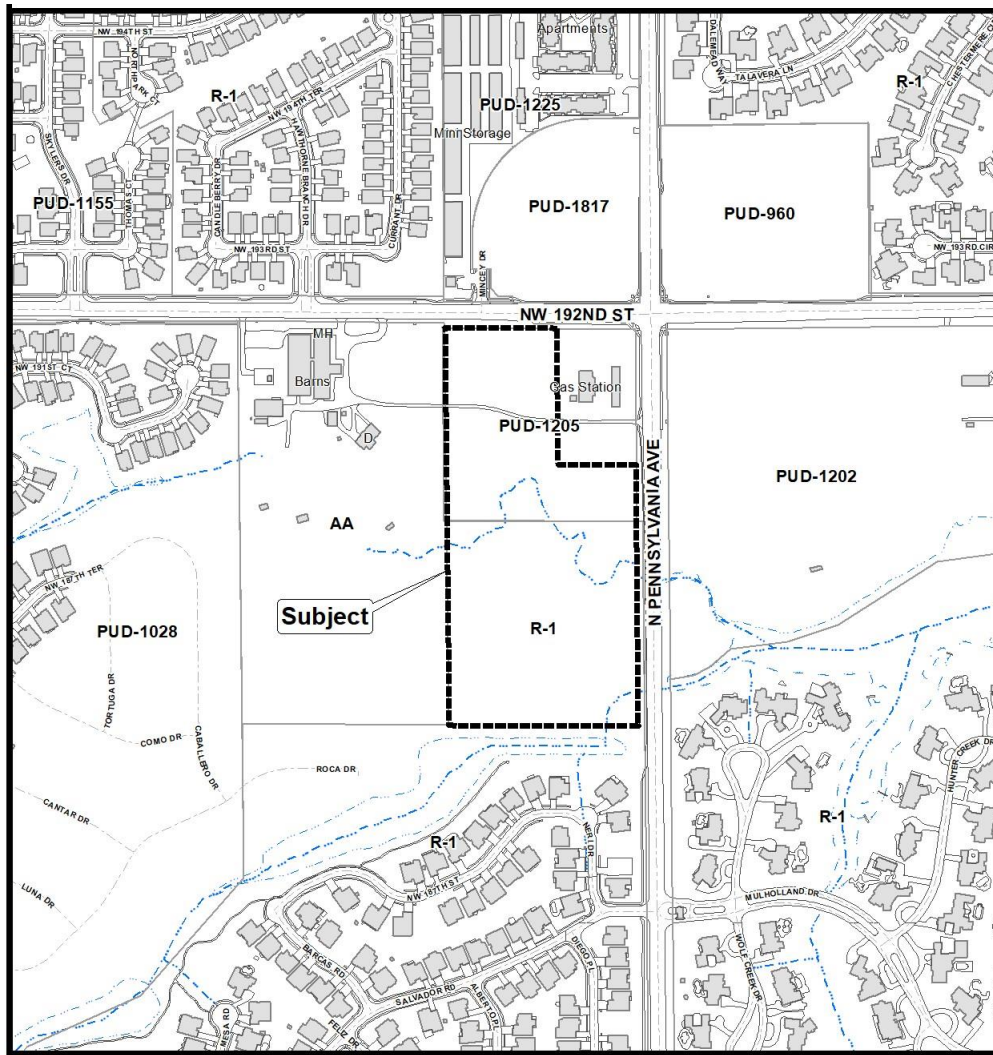 NW 194TH ST
NORTHPARK CT
R-1
NW 194TH TER
SKYLERS DR
PUD-1155
THOMAS CT
CANDLEBERRY DR
HAWTHORNE BRANCH DR
CURRANT DR
NW 193RD ST
Apartments
PUD-1225
Mini Storage
MINCEY DR
PUD-1817
DALEMEAD WAY
TALAVERA LN
R-1
PUD-960
NW 193RD CIR
NW 192ND ST
NW 191ST CT
MH
Barns
D
Gas Station
PUD-1205
N PENNSYLVANIA AVE
PUD-1202
AA
Subject
R-1
NW 187TH TER
PUD-1028
TORTUGA DR
COMO DR
CABALLERO DR
ROCA DR
CANTAR DR
LUNA DR
R-1
NERI DR
NW 187TH ST
BARCAS RD
SALVADOR RD
DIEGO PL
ALBERTO PL
FELIZ DR
MESA RD
HUNTER CREEK DR
R-1
MULHOLLAND DR
WOLF CREEK DR